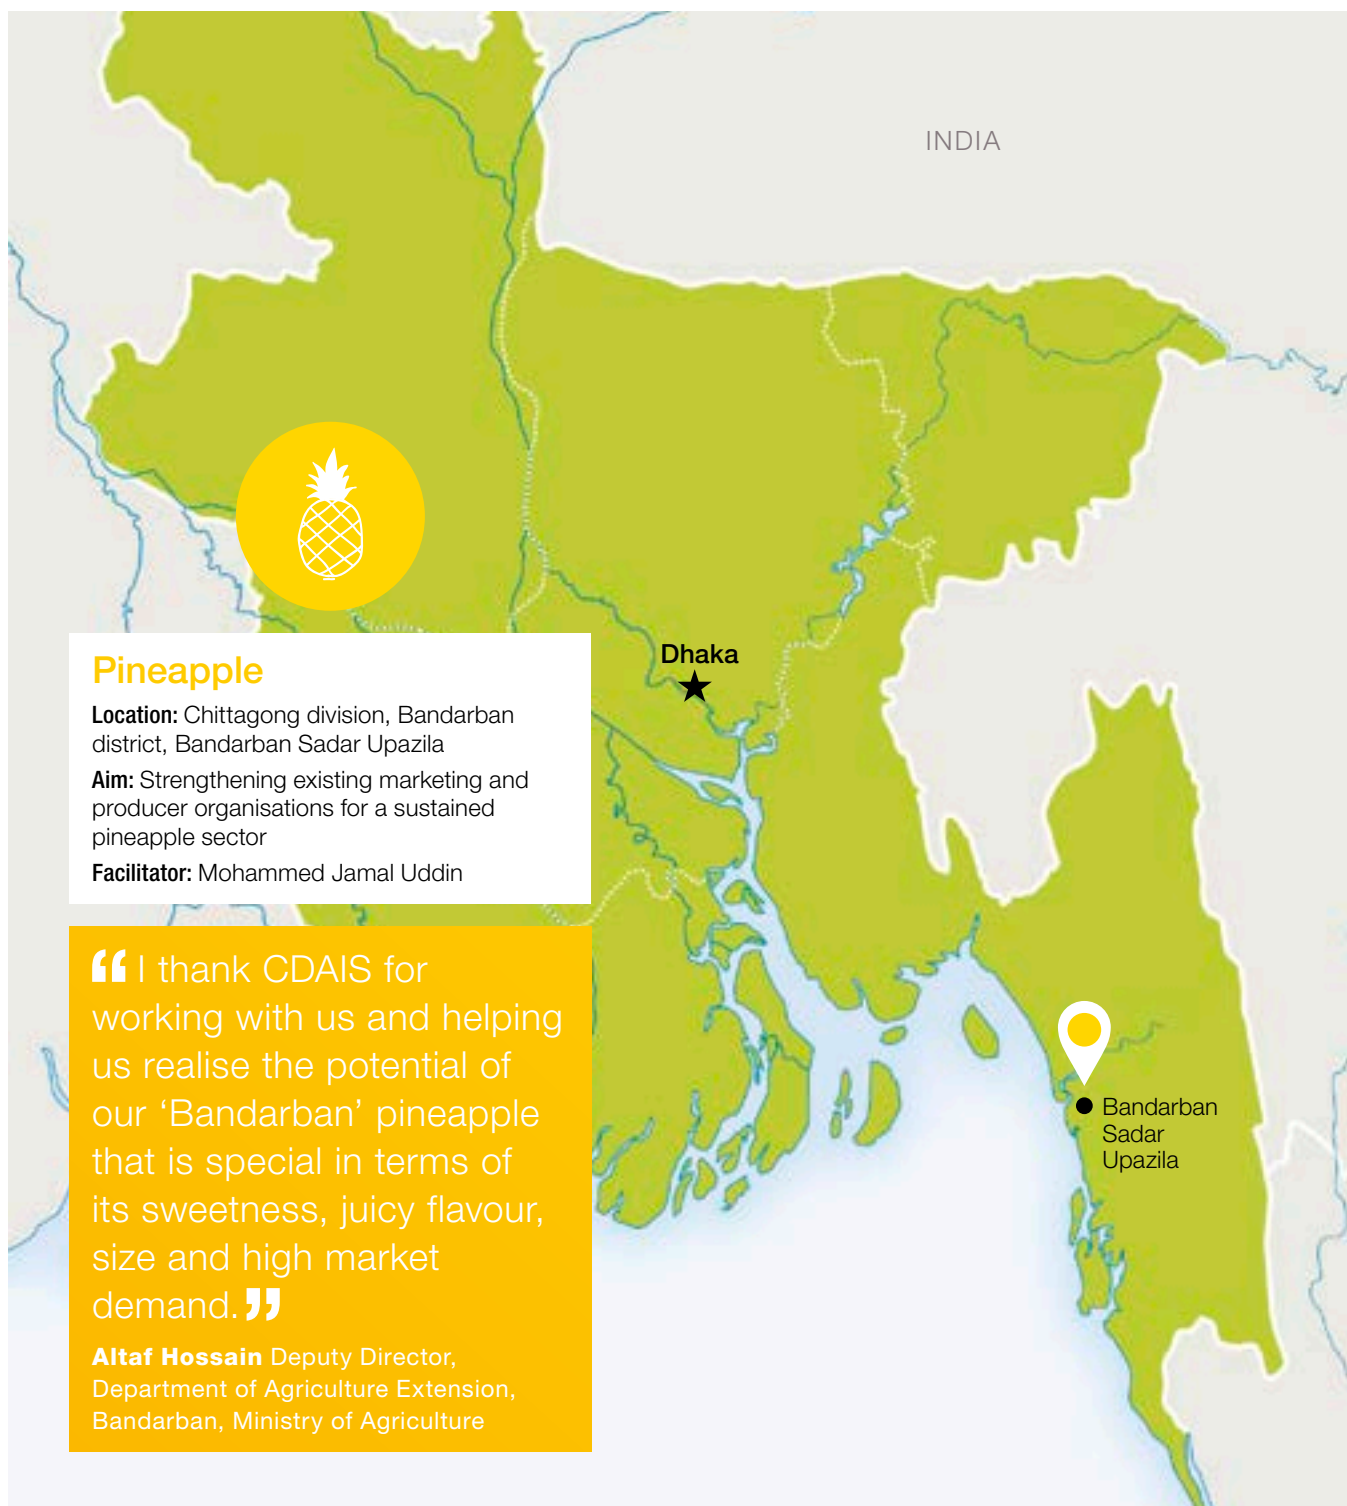 INDIA
Dhaka
Pineapple
Location: Chittagong division, Bandarban
district, Bandarban Sadar Upazila
Aim: Strengthening existing marketing and
producer organisations for a sustained
pineapple sector
Facilitator: Mohammed Jamal Uddin
“I thank CDAIS for
working with us and helping
us realise the potential of
our ‘Bandarban’ pineapple
that is special in terms of
its sweetness, juicy flavour,
size and high market
demand.”
Altaf Hossain Deputy Director,
Department of Agriculture Extension,
Bandarban, Ministry of Agriculture
Bandarban
Sadar
Upazila